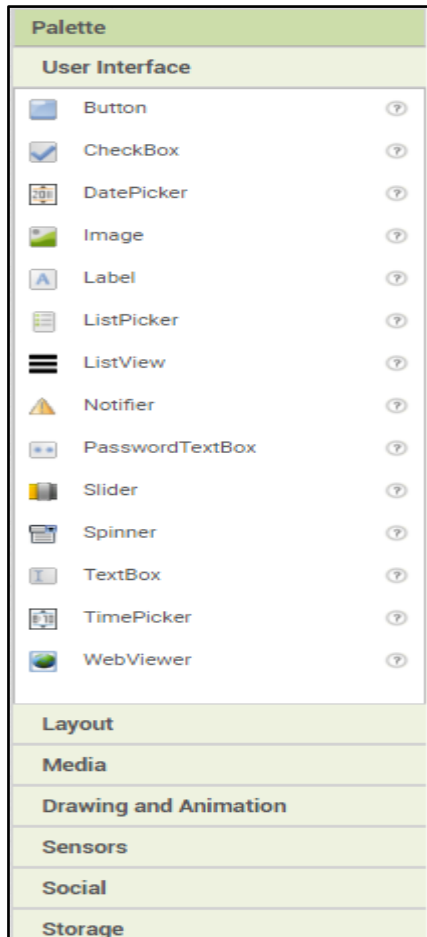 Palette
User Interface
Button ?
CheckBox ?
DatePicker ?
Image ?
A Label ?
ListPicker ?
ListView ?
Notifier ?
PasswordTextBox ?
Slider ?
Spinner ?
TextBox ?
TimePicker ?
WebViewer ?
Layout
Media
Drawing and Animation
Sensors
Social
Storage